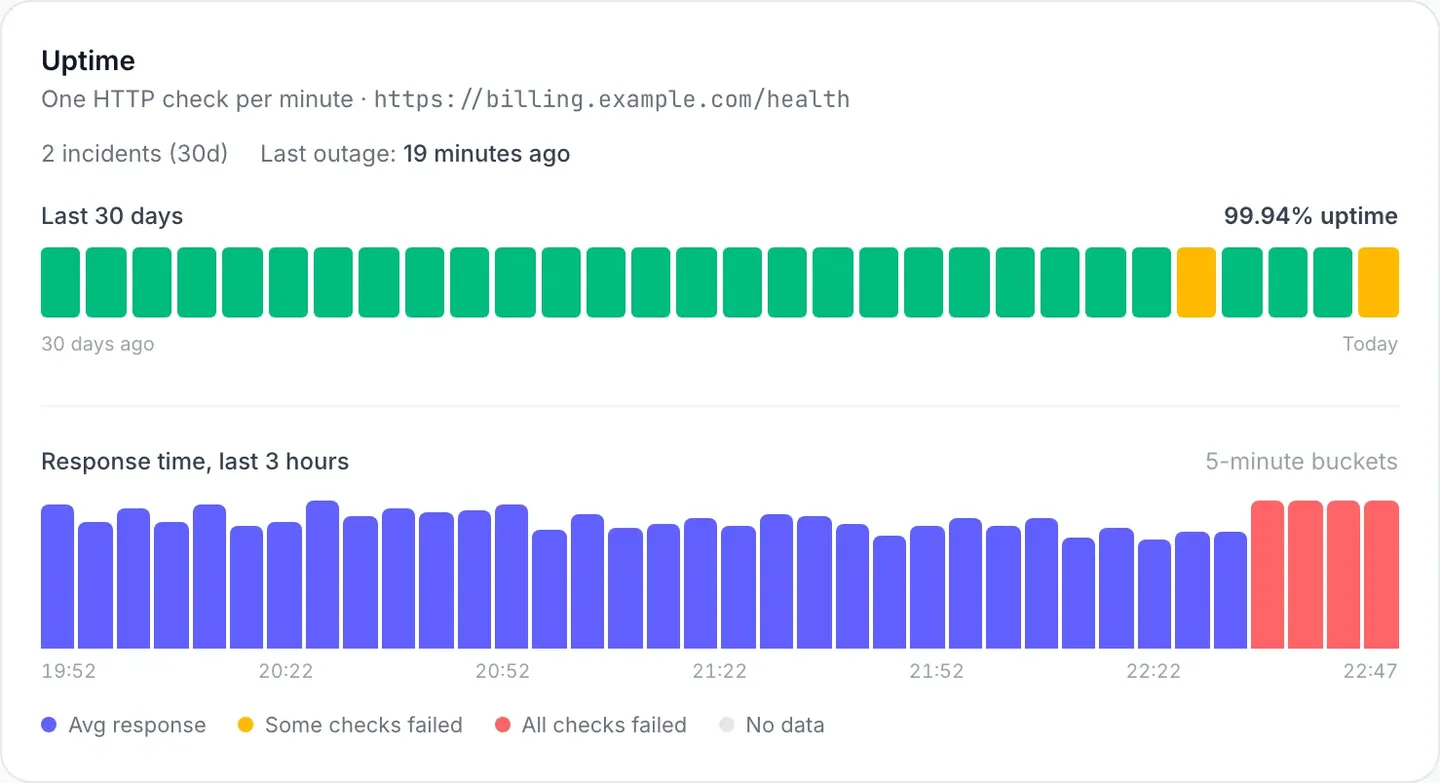 Uptime
One HTTP check per minute · https://billing.example.com/health
2 incidents (30d) Last outage: 19 minutes ago
Last 30 days 99.94% uptime
30 days ago Today
Response time, last 3 hours 5-minute buckets
19:52 20:22 20:52 21:22 21:52 22:22 22:47
Avg response Some checks failed All checks failed No data